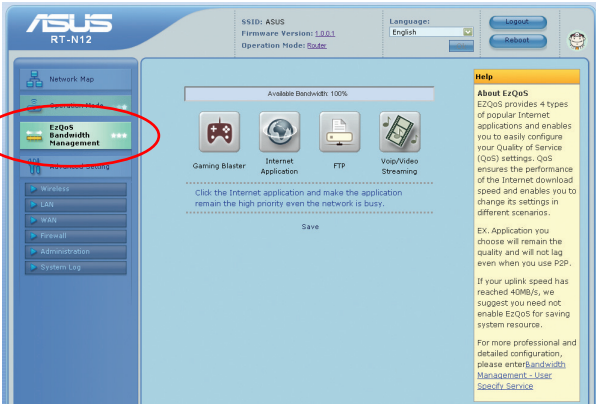 ASUS
RT-N12
SSID: ASUS
Firmware Version: 1.0.0.1
Operation Mode: Router
Language:
English
Logout
Reboot
Network Map
Operation Mode
EzQoS
Bandwidth
Management
Advanced Setting
Wireless
LAN
WAN
Firewall
Administration
System Log
Available Bandwidth: 100%
Gaming Blaster
Internet
Application
FTP
Voip/Video
Streaming
Click the Internet application and make the application
remain the high priority even the network is busy.
Save
Help
About EzQoS
EZQoS provides 4 types
of popular Internet
applications and enables
you to easily configure
your Quality of Service
(QoS) settings. QoS
ensures the performance
of the Internet download
speed and enables you to
change its settings in
different scenarios.
EX. Application you
choose will remain the
quality and will not lag
even when you use P2P.
If your uplink speed has
reached 40MB/s, we
suggest you need not
enable EzQoS for saving
system resource.
For more professional and
detailed configuration,
please enterBandwidth
Management - User
Specify Service